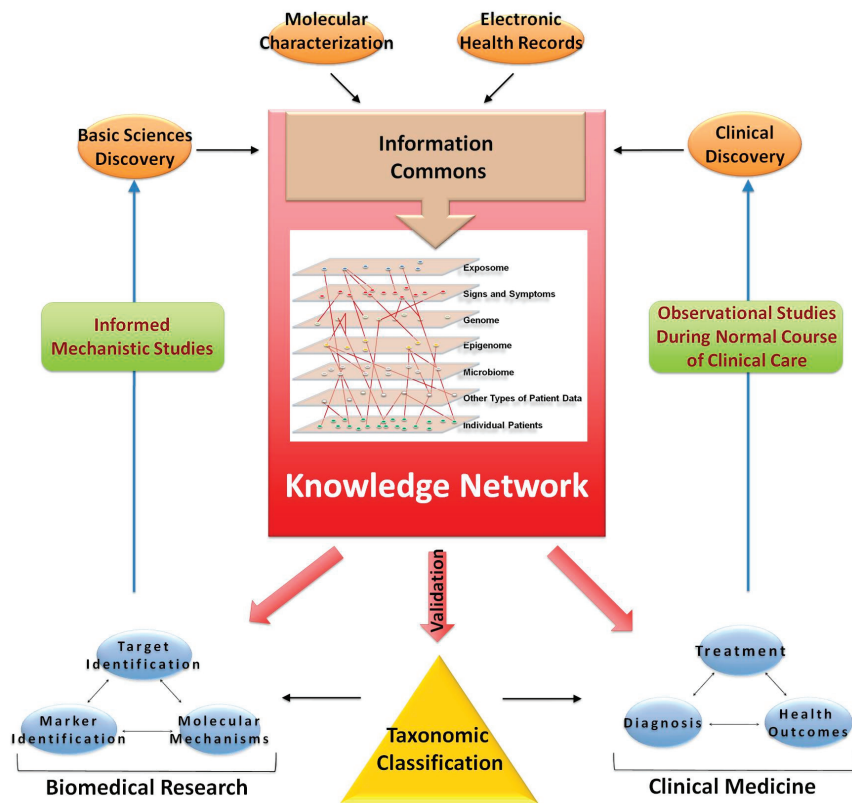 Molecular
Characterization
Electronic
Health Records
Basic Sciences
Discovery
Information
Commons
Clinical
Discovery
Exposome
Signs and Symptoms
Genome
Epigenome
Microbiome
Other Types of Patient Data
Individual Patients
Informed
Mechanistic Studies
Observational Studies
During Normal Course
of Clinical Care
Knowledge Network
Validation
Target
Identification
Marker
Identification
Molecular
Mechanisms
Biomedical Research
Taxonomic
Classification
Treatment
Diagnosis
Health
Outcomes
Clinical Medicine